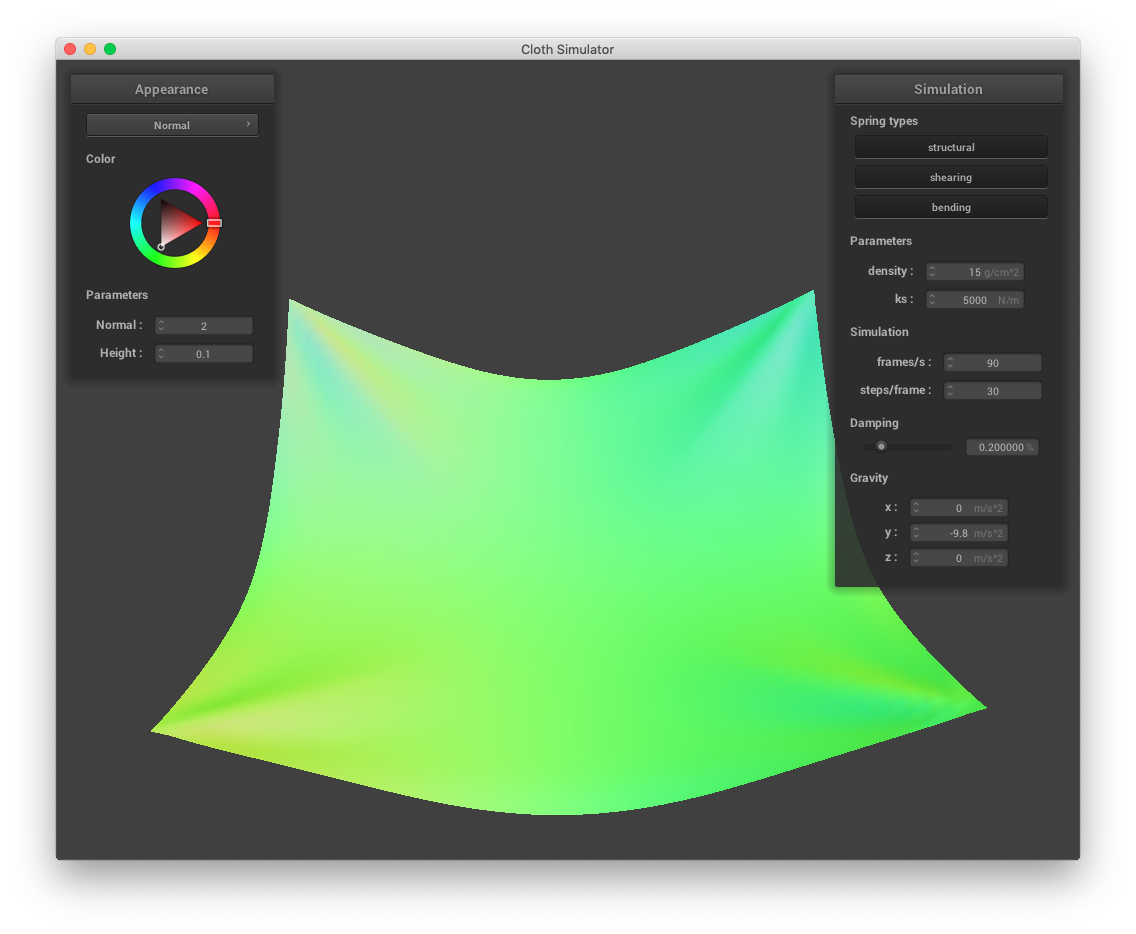 Cloth Simulator
Appearance
Normal ›
Color
Parameters
Normal : 2
Height : 0.1
Simulation
Spring types
structural
shearing
bending
Parameters
density : 15 g/cm^2
ks : 5000 N/m
Simulation
frames/s : 90
steps/frame : 30
Damping
0.200000 %
Gravity
x : 0 m/s^2
y : -9.8 m/s^2
z : 0 m/s^2